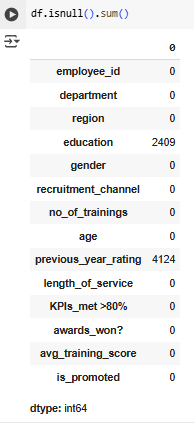 df.isnull().sum()
0
employee_id 0
department 0
region 0
education 2409
gender 0
recruitment_channel 0
no_of_trainings 0
age 0
previous_year_rating 4124
length_of_service 0
KPIs_met >80% 0
awards_won? 0
avg_training_score 0
is_promoted 0
dtype: int64